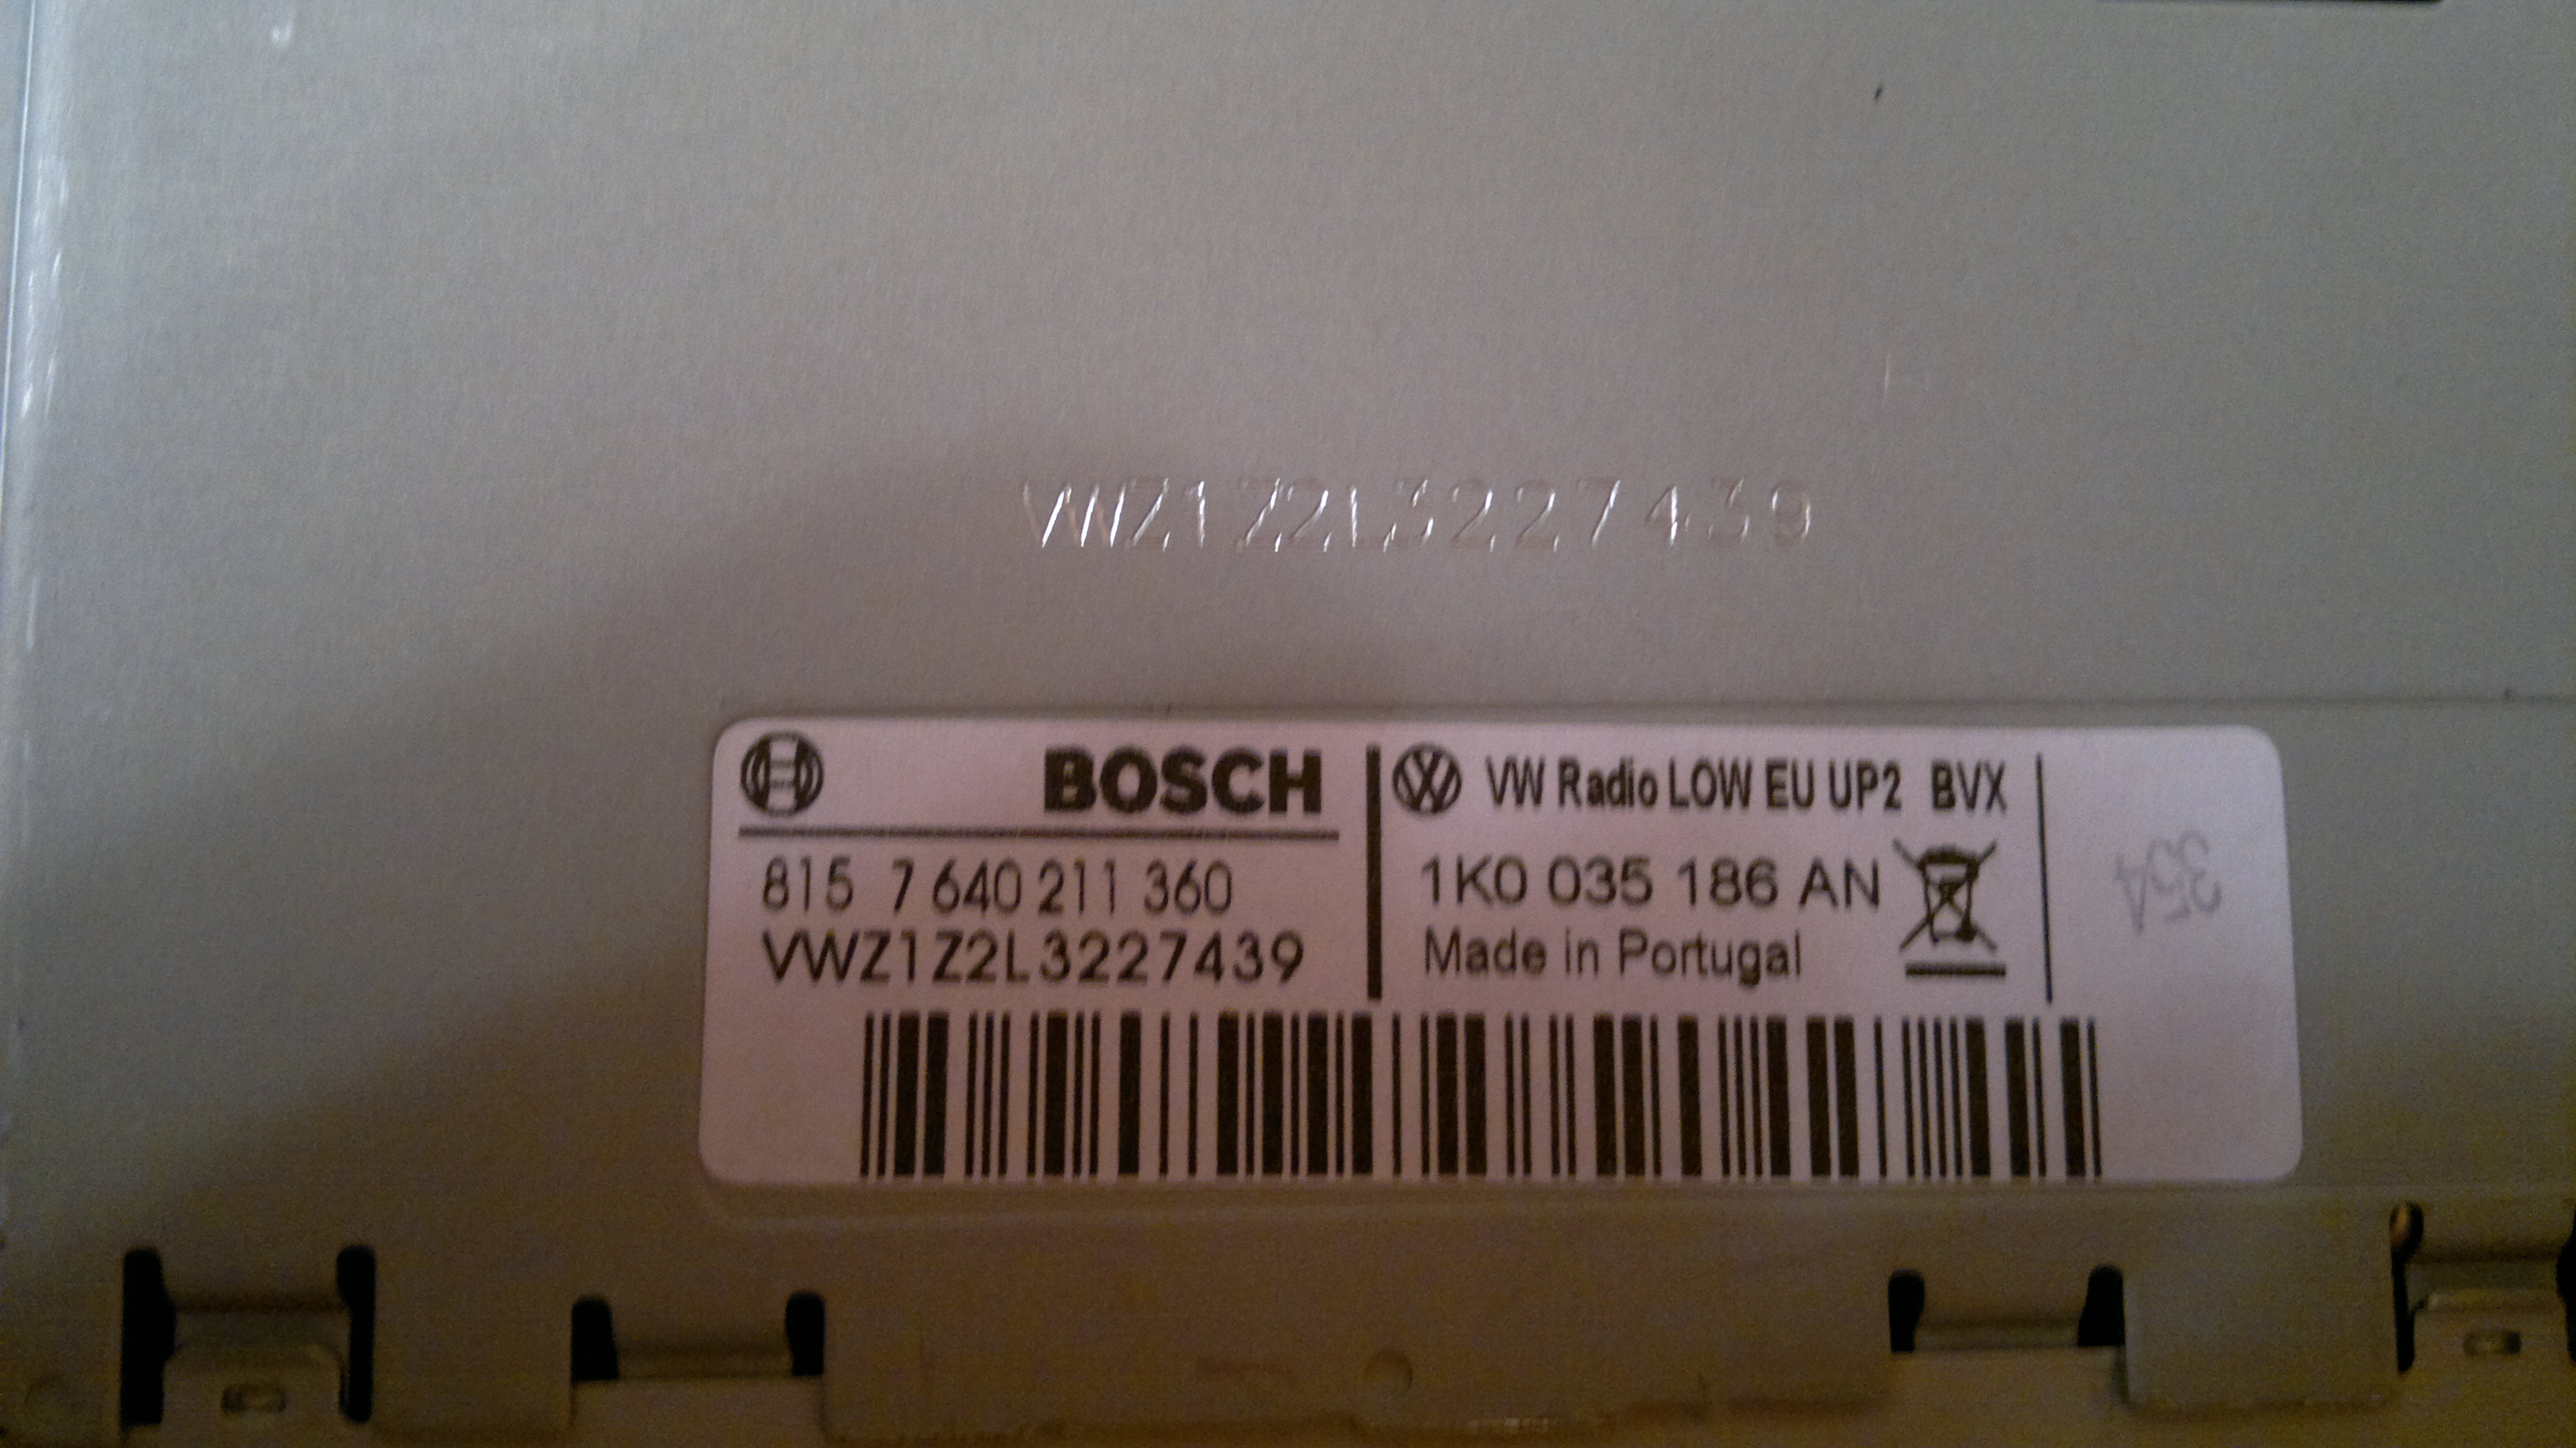 VWZ1Z2L3227439
BOSCH
815 7 640 211 360
VWZ1Z2L3227439
VW Radio LOW EU UP2 BVX
1K0 035 186 AN
Made in Portugal
354